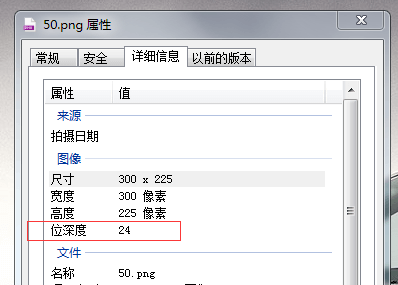 50.png 属性
常规 安全 详细信息 以前的版本
属性 值
来源
拍摄日期
图像
尺寸 300 x 225
宽度 300 像素
高度 225 像素
位深度 24
文件
名称 50.png